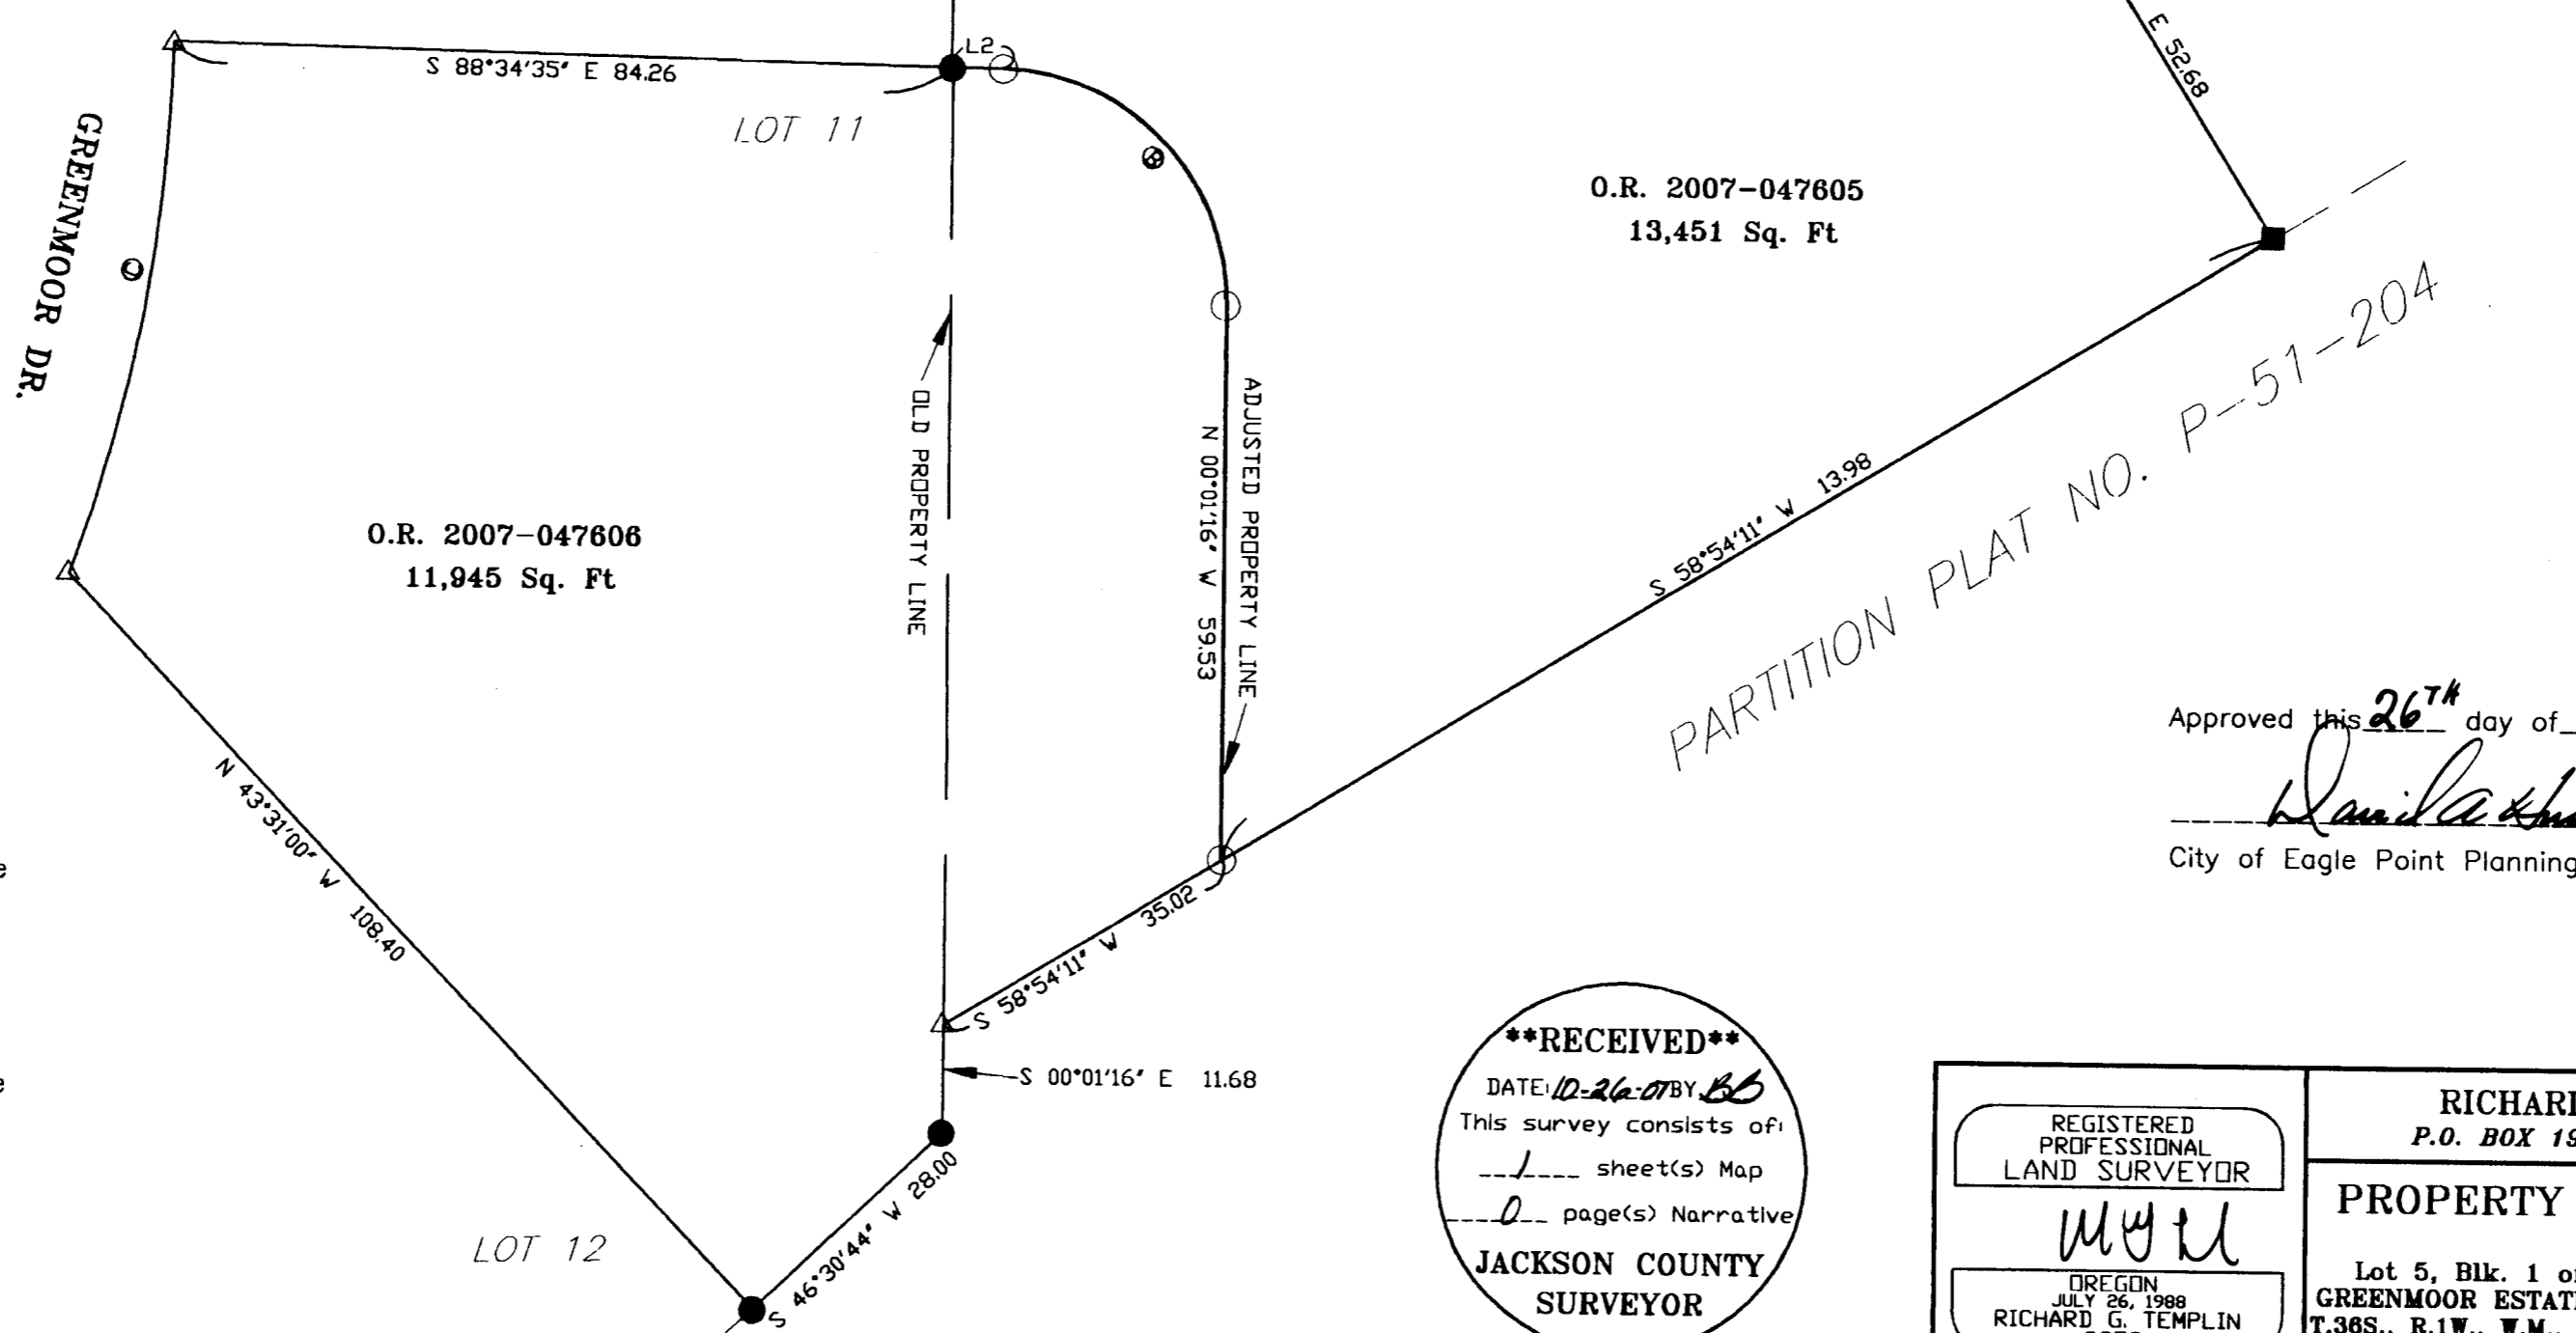 L2
S 88°34'35" E 84.26
LOT 11
GREENMOOR DR.
C
B
E 52.68
O.R. 2007-047605
13,451 Sq. Ft
OLD PROPERTY LINE
ADJUSTED PROPERTY LINE
N 00°01'16" W 59.53
S 58°54'11" W 13.98
PARTITION PLAT NO. P-51-204
O.R. 2007-047606
11,945 Sq. Ft
N 43°31'00" W 108.40
S 58°54'11" W 35.02
S 00°01'16" E 11.68
S 46°30'44" W 28.00
LOT 12
e
e
Approved this 26TH day of
City of Eagle Point Planning
**RECEIVED**
DATE: 10-26-07 BY BB
This survey consists of:
1 sheet(s) Map
0 page(s) Narrative
JACKSON COUNTY
SURVEYOR
REGISTERED
PROFESSIONAL
LAND SURVEYOR
OREGON
JULY 26, 1988
RICHARD G. TEMPLIN
RICHARD
P.O. BOX 19
PROPERTY
Lot 5, Blk. 1 o
GREENMOOR ESTAT
T.36S., R.1W., W.M.